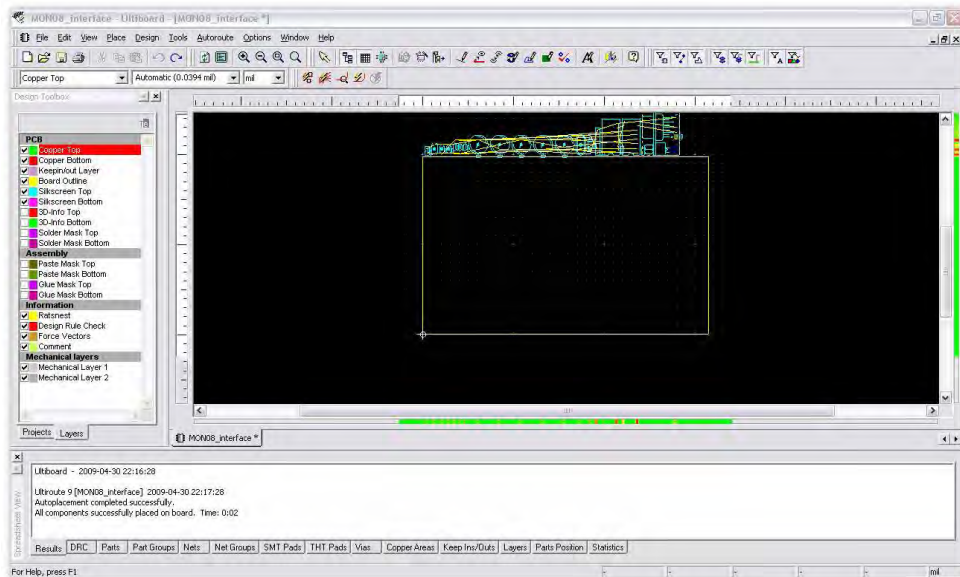 MON08_interface - Ultiboard - [MON08_interface *]
File Edit View Place Design Tools Autoroute Options Window Help
Copper Top Automatic (0.0394 mil) mil
Design Toolbox
PCB
Copper Top
Copper Bottom
Keepin/out Layer
Board Outline
Silkscreen Top
Silkscreen Bottom
3D-Info Top
3D-Info Bottom
Solder Mask Top
Solder Mask Bottom
Assembly
Paste Mask Top
Paste Mask Bottom
Glue Mask Top
Glue Mask Bottom
Information
Ratsnest
Design Rule Check
Force Vectors
Comment
Mechanical layers
Mechanical Layer 1
Mechanical Layer 2
Projects Layers
MON08_interface *
Spreadsheet View
Ultiboard - 2009-04-30 22:16:28
Ultiroute 9 [MON08_interface] 2009-04-30 22:17:28
Autoplacement completed successfully.
All components successfully placed on board. Time: 0:02
Results DRC Parts Part Groups Nets Net Groups SMT Pads THT Pads Vias Copper Areas Keep Ins/Outs Layers Parts Position Statistics
For Help, press F1 - - - - - mil